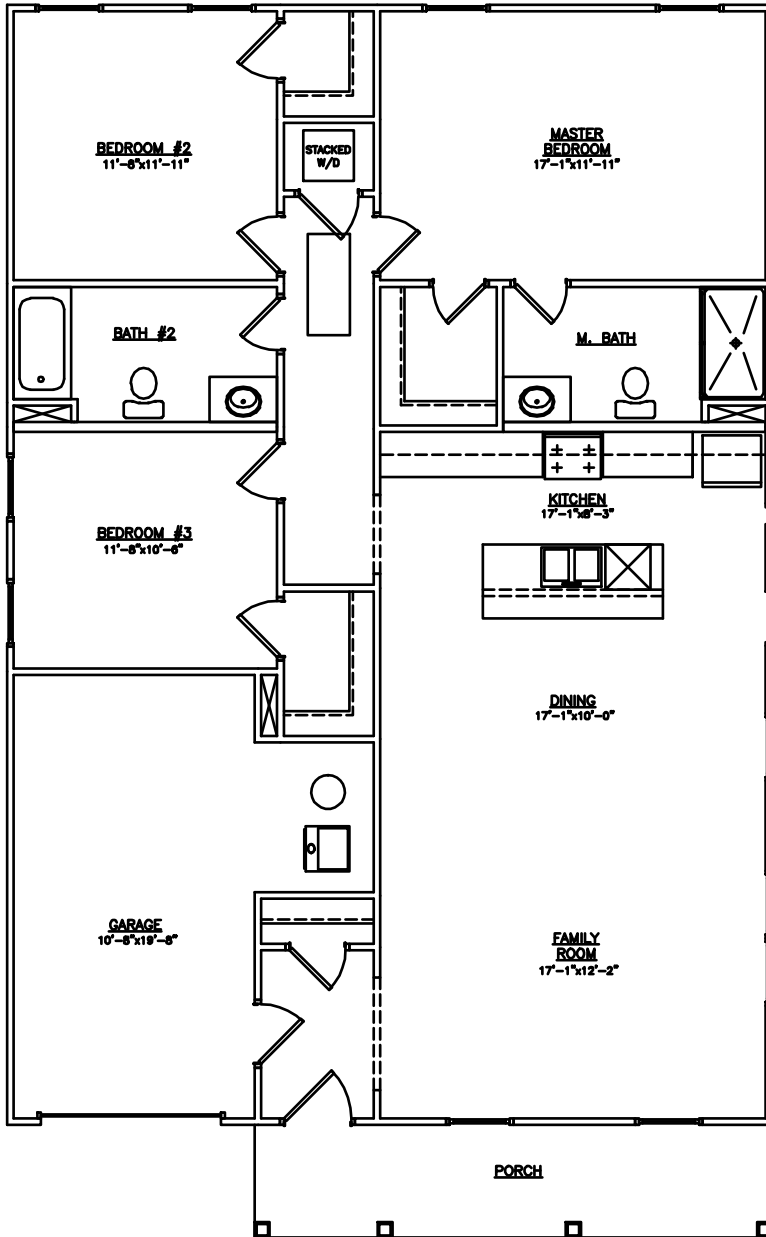 BEDROOM #2
11'-8"x11'-11"
STACKED
W/D
MASTER
BEDROOM
17'-1"x11'-11"
BATH #2
M. BATH
BEDROOM #3
11'-8"x10'-6"
KITCHEN
17'-1"x8'-3"
DINING
17'-1"x10'-0"
GARAGE
10'-8"x19'-8"
FAMILY
ROOM
17'-1"x12'-2"
PORCH